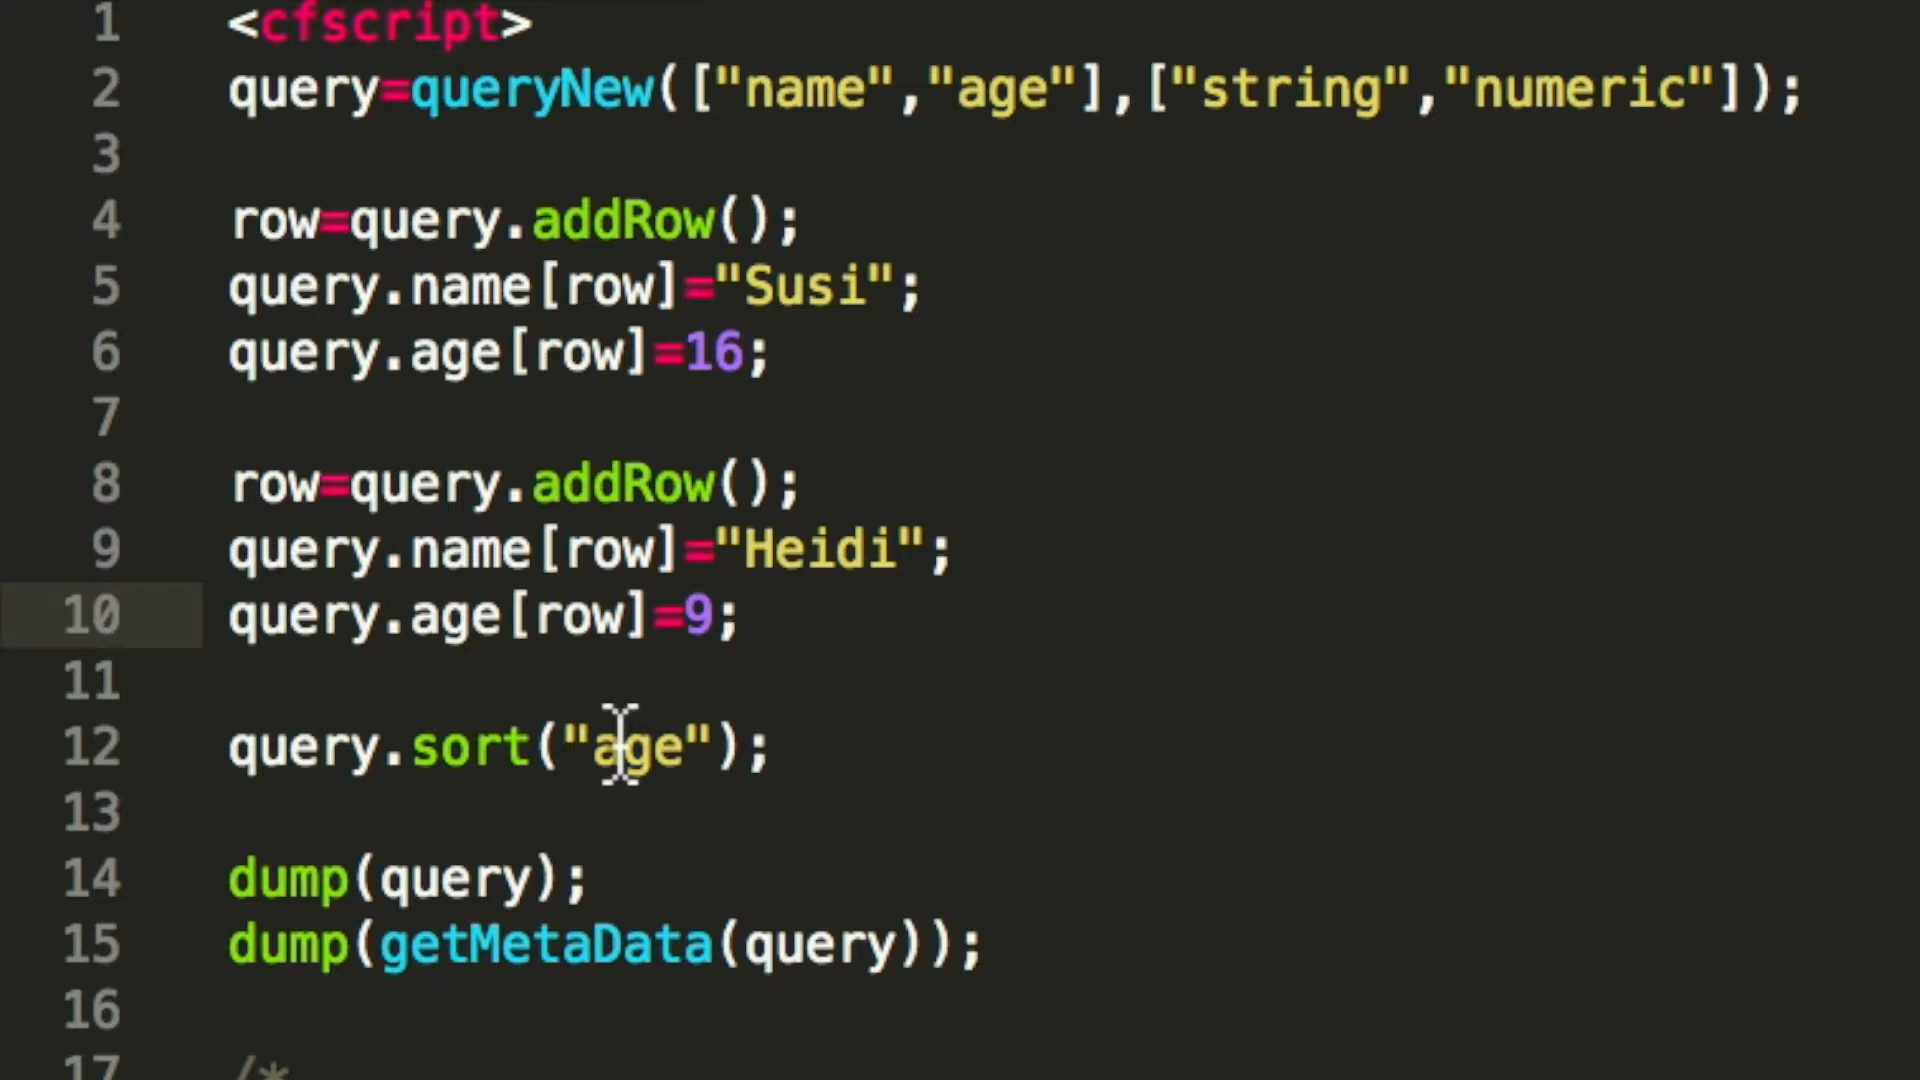 1 <cfscript>
2 query=queryNew(["name","age"],["string","numeric"]);
3
4 row=query.addRow();
5 query.name[row]="Susi";
6 query.age[row]=16;
7
8 row=query.addRow();
9 query.name[row]="Heidi";
10 query.age[row]=9;
11
12 query.sort("age");
13
14 dump(query);
15 dump(getMetaData(query));
16
17 /*